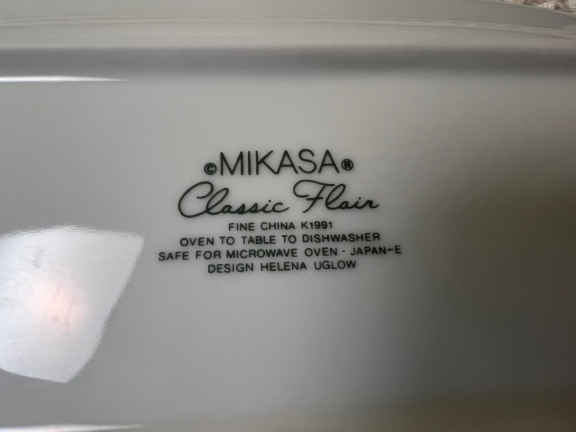 ©MIKASA®
Classic Flair
FINE CHINA K1991
OVEN TO TABLE TO DISHWASHER
SAFE FOR MICROWAVE OVEN - JAPAN-E
DESIGN HELENA UGLOW